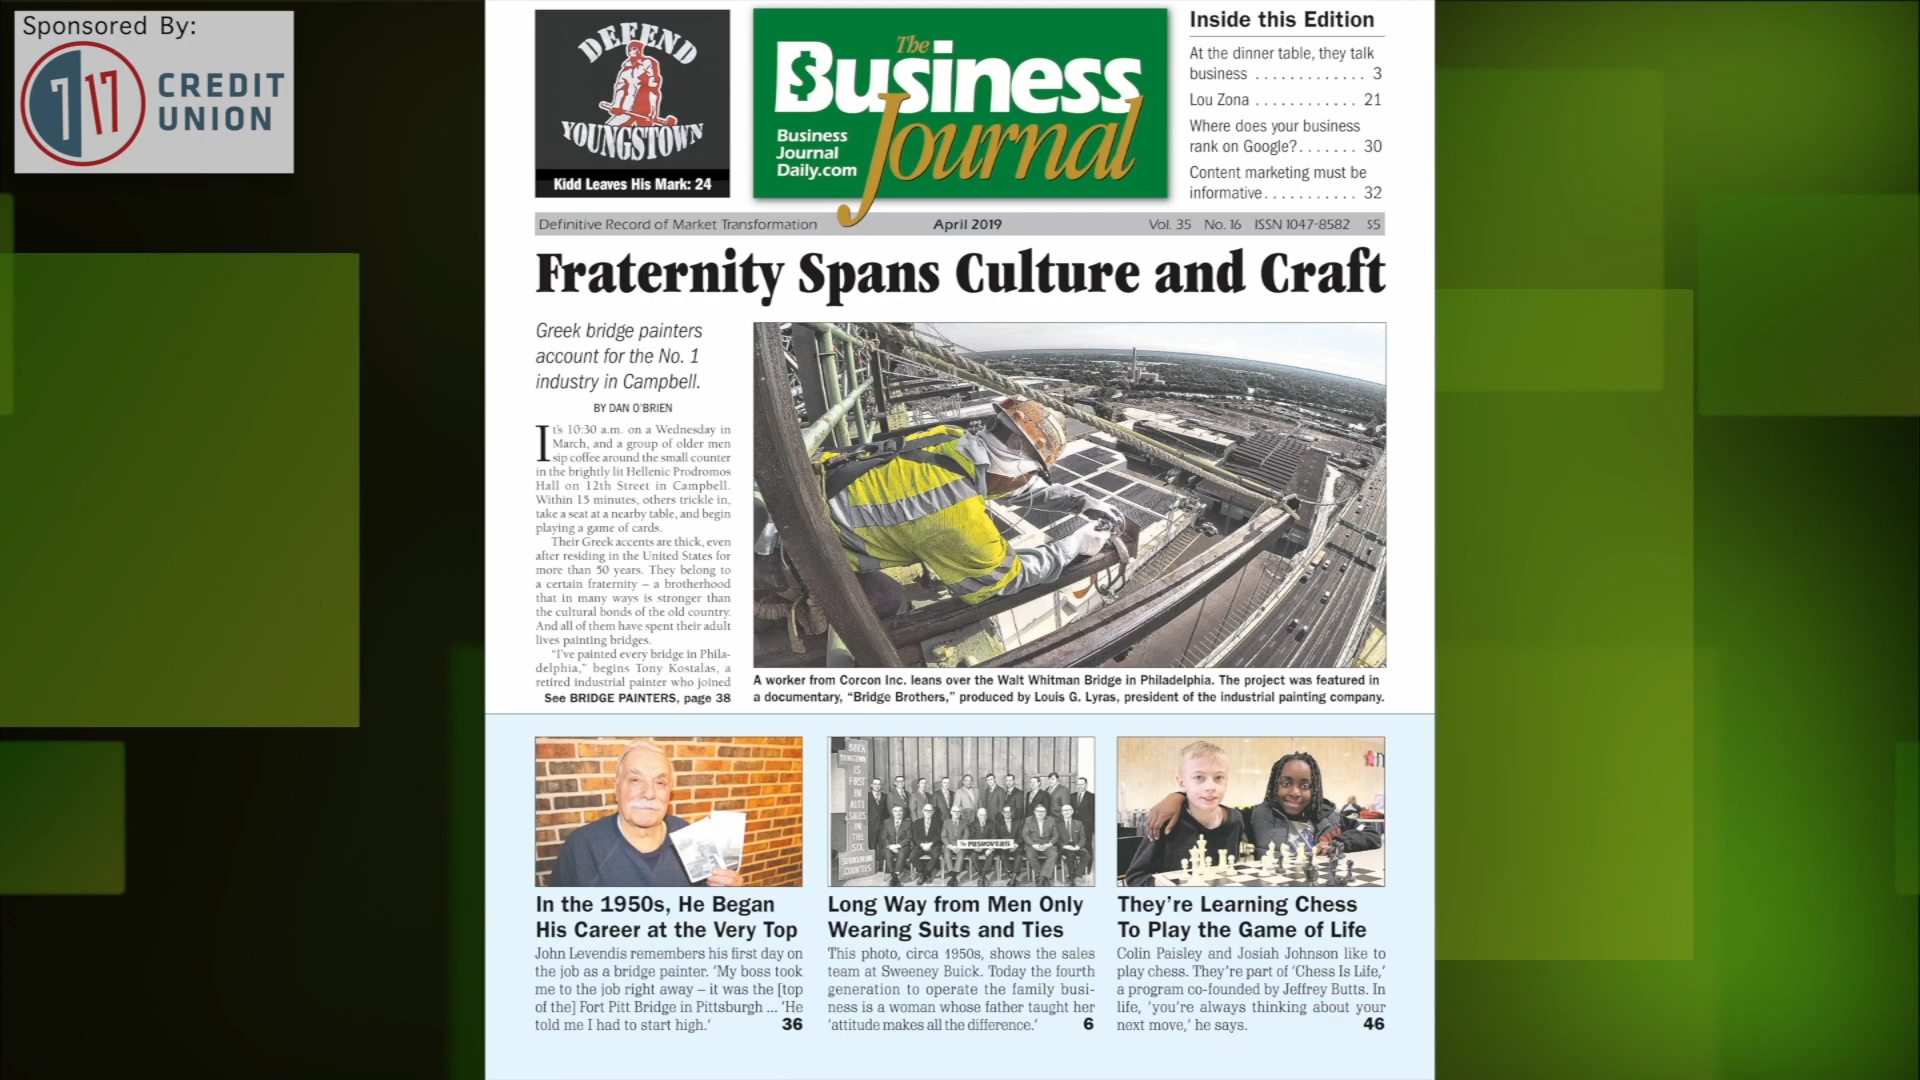 Sponsored By:
7 17
CREDIT
UNION
DEFEND
YOUNGSTOWN
Kidd Leaves His Mark: 24
The
Business
Journal
Business
Journal
Daily.com
Inside this Edition
At the dinner table, they talk
business . . . . . . . . . . . . . 3
Lou Zona . . . . . . . . . . . . 21
Where does your business
rank on Google?. . . . . . . 30
Content marketing must be
informative. . . . . . . . . . . 32
Definitive Record of Market Transformation April 2019 Vol. 35 No. 16 ISSN 1047-8582 $5
Fraternity Spans Culture and Craft
Greek bridge painters
account for the No. 1
industry in Campbell.
BY DAN O'BRIEN
It's 10:30 a.m. on a Wednesday in
March, and a group of older men
sip coffee around the small counter
in the brightly lit Hellenic Prodromos
Hall on 12th Street in Campbell.
Within 15 minutes, others trickle in,
take a seat at a nearby table, and begin
playing a game of cards.
Their Greek accents are thick, even
after residing in the United States for
more than 50 years. They belong to
a certain fraternity – a brotherhood
that in many ways is stronger than
the cultural bonds of the old country.
And all of them have spent their adult
lives painting bridges.
"I've painted every bridge in Phila-
delphia," begins Tony Kostalas, a
retired industrial painter who joined
See BRIDGE PAINTERS, page 38
A worker from Corcon Inc. leans over the Walt Whitman Bridge in Philadelphia. The project was featured in
a documentary, "Bridge Brothers," produced by Louis G. Lyras, president of the industrial painting company.
BUICK
YOUNGSTOWN
IS
FIRST
IN
SALES
IN
THE
SIX
COUNTIES
The PUSHOVERS
In the 1950s, He Began
His Career at the Very Top
John Levendis remembers his first day on
the job as a bridge painter. 'My boss took
me to the job right away – it was the [top
of the] Fort Pitt Bridge in Pittsburgh ... 'He
told me I had to start high.' 36
Long Way from Men Only
Wearing Suits and Ties
This photo, circa 1950s, shows the sales
team at Sweeney Buick. Today the fourth
generation to operate the family busi-
ness is a woman whose father taught her
'attitude makes all the difference.' 6
They're Learning Chess
To Play the Game of Life
Colin Paisley and Josiah Johnson like to
play chess. They're part of 'Chess Is Life,'
a program co-founded by Jeffrey Butts. In
life, 'you're always thinking about your
next move,' he says. 46